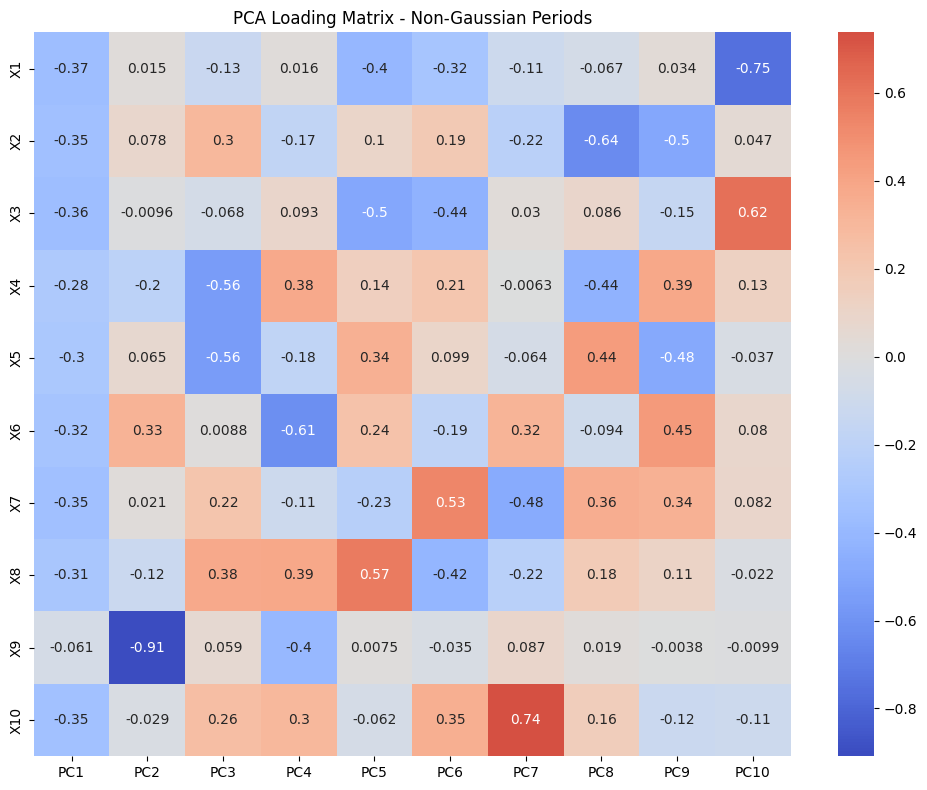 PCA Loading Matrix - Non-Gaussian Periods
X1 -0.37 0.015 -0.13 0.016 -0.4 -0.32 -0.11 -0.067 0.034 -0.75
X2 -0.35 0.078 0.3 -0.17 0.1 0.19 -0.22 -0.64 -0.5 0.047
X3 -0.36 -0.0096 -0.068 0.093 -0.5 -0.44 0.03 0.086 -0.15 0.62
X4 -0.28 -0.2 -0.56 0.38 0.14 0.21 -0.0063 -0.44 0.39 0.13
X5 -0.3 0.065 -0.56 -0.18 0.34 0.099 -0.064 0.44 -0.48 -0.037
X6 -0.32 0.33 0.0088 -0.61 0.24 -0.19 0.32 -0.094 0.45 0.08
X7 -0.35 0.021 0.22 -0.11 -0.23 0.53 -0.48 0.36 0.34 0.082
X8 -0.31 -0.12 0.38 0.39 0.57 -0.42 -0.22 0.18 0.11 -0.022
X9 -0.061 -0.91 0.059 -0.4 0.0075 -0.035 0.087 0.019 -0.0038 -0.0099
X10 -0.35 -0.029 0.26 0.3 -0.062 0.35 0.74 0.16 -0.12 -0.11
PC1 PC2 PC3 PC4 PC5 PC6 PC7 PC8 PC9 PC10
0.6
0.4
0.2
0.0
-0.2
-0.4
-0.6
-0.8